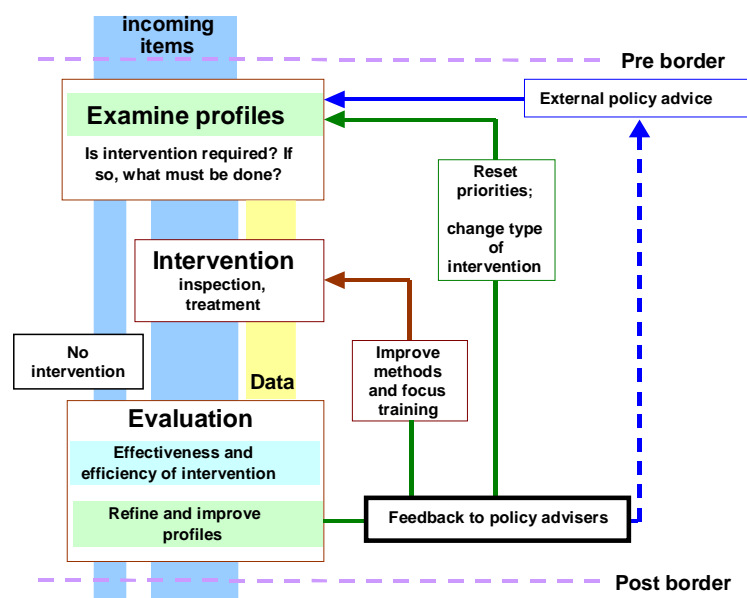 incoming
items
Pre border
External policy advice
Examine profiles
Is intervention required? If
so, what must be done?
Reset
priorities;
change type
of
intervention
Intervention
inspection,
treatment
No
intervention
Improve
methods
and focus
training
Data
Evaluation
Effectiveness and
efficiency of intervention
Refine and improve
profiles
Feedback to policy advisers
Post border